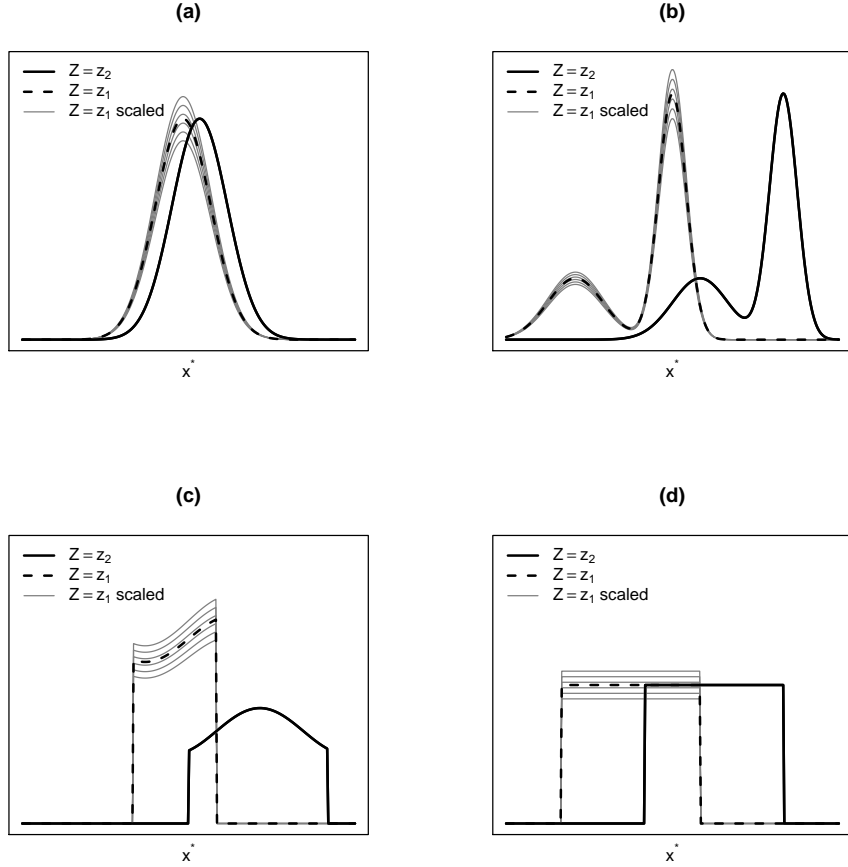 (a)
Z = z₂
Z = z₁
Z = z₁ scaled
x*
(b)
Z = z₂
Z = z₁
Z = z₁ scaled
x*
(c)
Z = z₂
Z = z₁
Z = z₁ scaled
x*
(d)
Z = z₂
Z = z₁
Z = z₁ scaled
x*